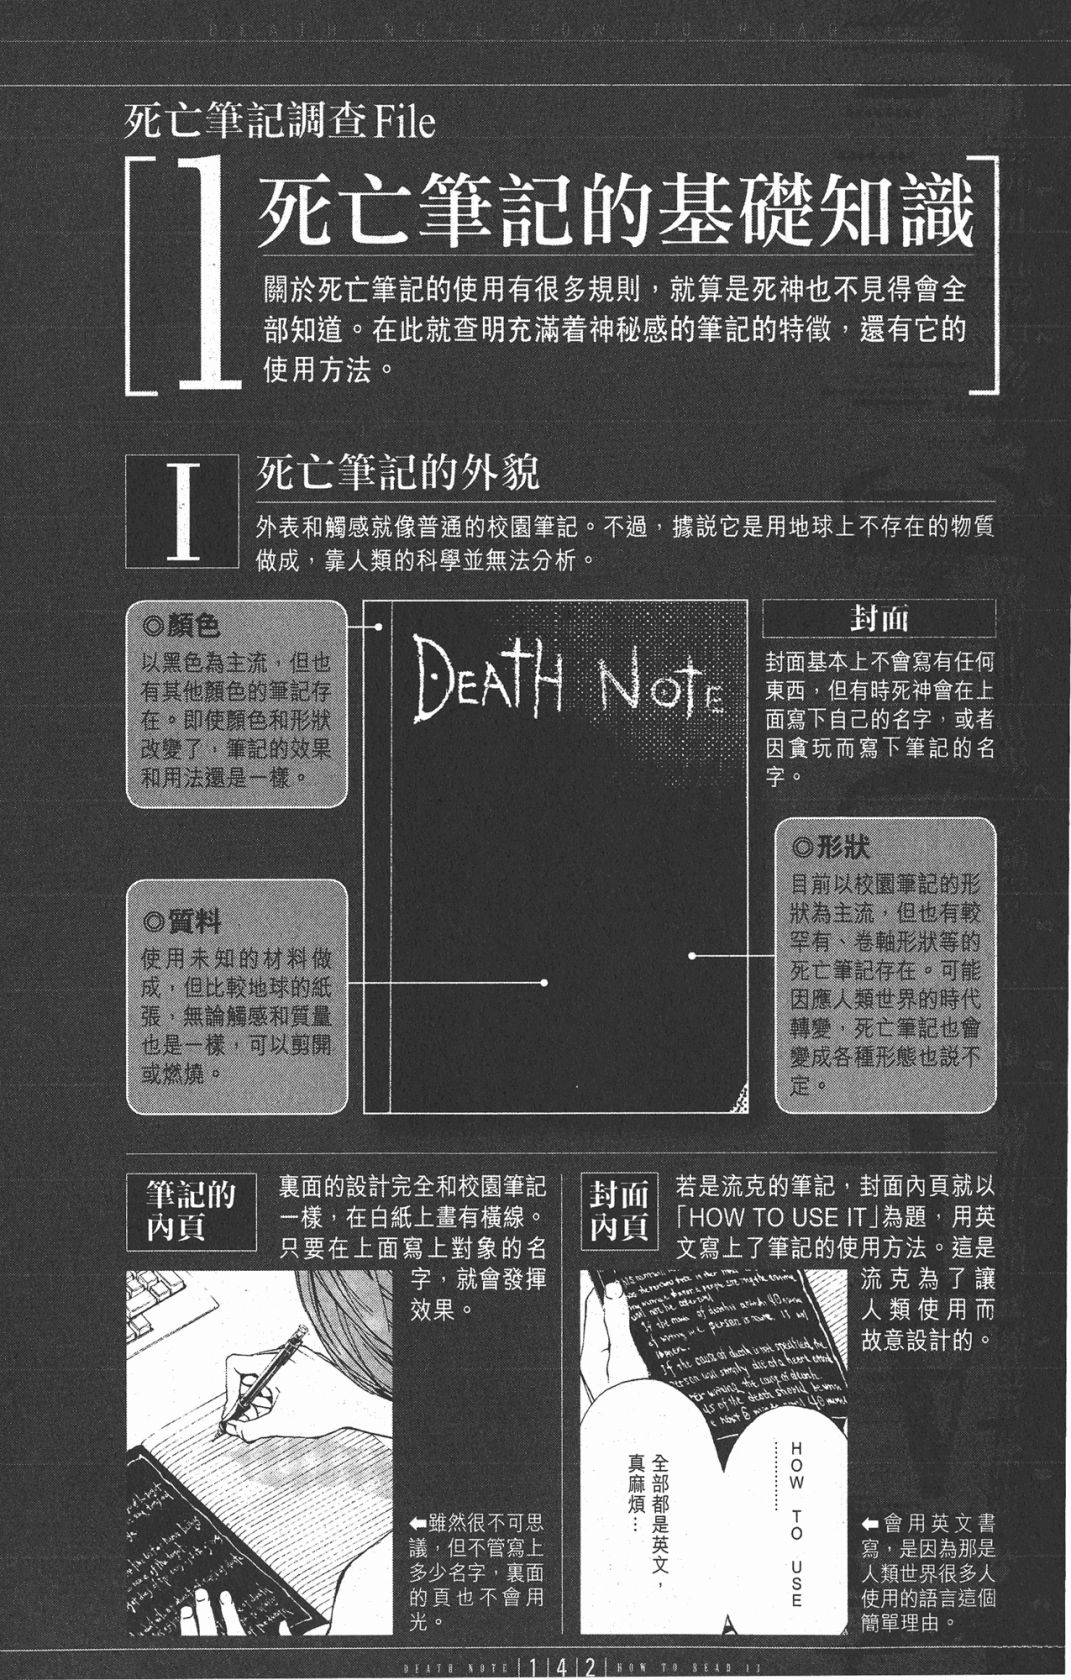 DEATH NOTE HOW TO READ 13
死亡筆記調查File
1
死亡筆記的基礎知識
關於死亡筆記的使用有很多規則，就算是死神也不見得會全
部知道。在此就查明充滿着神秘感的筆記的特徵，還有它的
使用方法。
I
死亡筆記的外貌
外表和觸感就像普通的校園筆記。不過，據説它是用地球上不存在的物質
做成，靠人類的科學並無法分析。
◎顏色
以黑色為主流，但也
有其他顏色的筆記存
在。即使顏色和形狀
改變了，筆記的效果
和用法還是一樣。
DEATH NOTE
封面
封面基本上不會寫有任何
東西，但有時死神會在上
面寫下自己的名字，或者
因貪玩而寫下筆記的名
字。
◎形狀
目前以校園筆記的形
狀為主流，但也有較
罕有、卷軸形狀等的
死亡筆記存在。可能
因應人類世界的時代
轉變，死亡筆記也會
變成各種形態也説不
定。
◎質料
使用未知的材料做
成，但比較地球的紙
張，無論觸感和質量
也是一樣，可以剪開
或燃燒。
筆記的
內頁
裏面的設計完全和校園筆記
一樣，在白紙上畫有橫線。
只要在上面寫上對象的名
字，就會發揮
效果。
⬅雖然很不可思
議，但不管寫上
多少名字，裏面
的頁也不會用
光。
封面
內頁
若是流克的筆記，封面內頁就以
「HOW TO USE IT」為題，用英
文寫上了筆記的使用方法。這是
流克為了讓
人類使用而
故意設計的。
If the cause of death is not specified, the
person will simply die of a heart attack
HOW TO USE
…………
全部都是英文，
真麻煩…
⬅會用英文書
寫，是因為那是
人類世界很多人
使用的語言這個
簡單理由。
DEATH NOTE 142 HOW TO READ 13